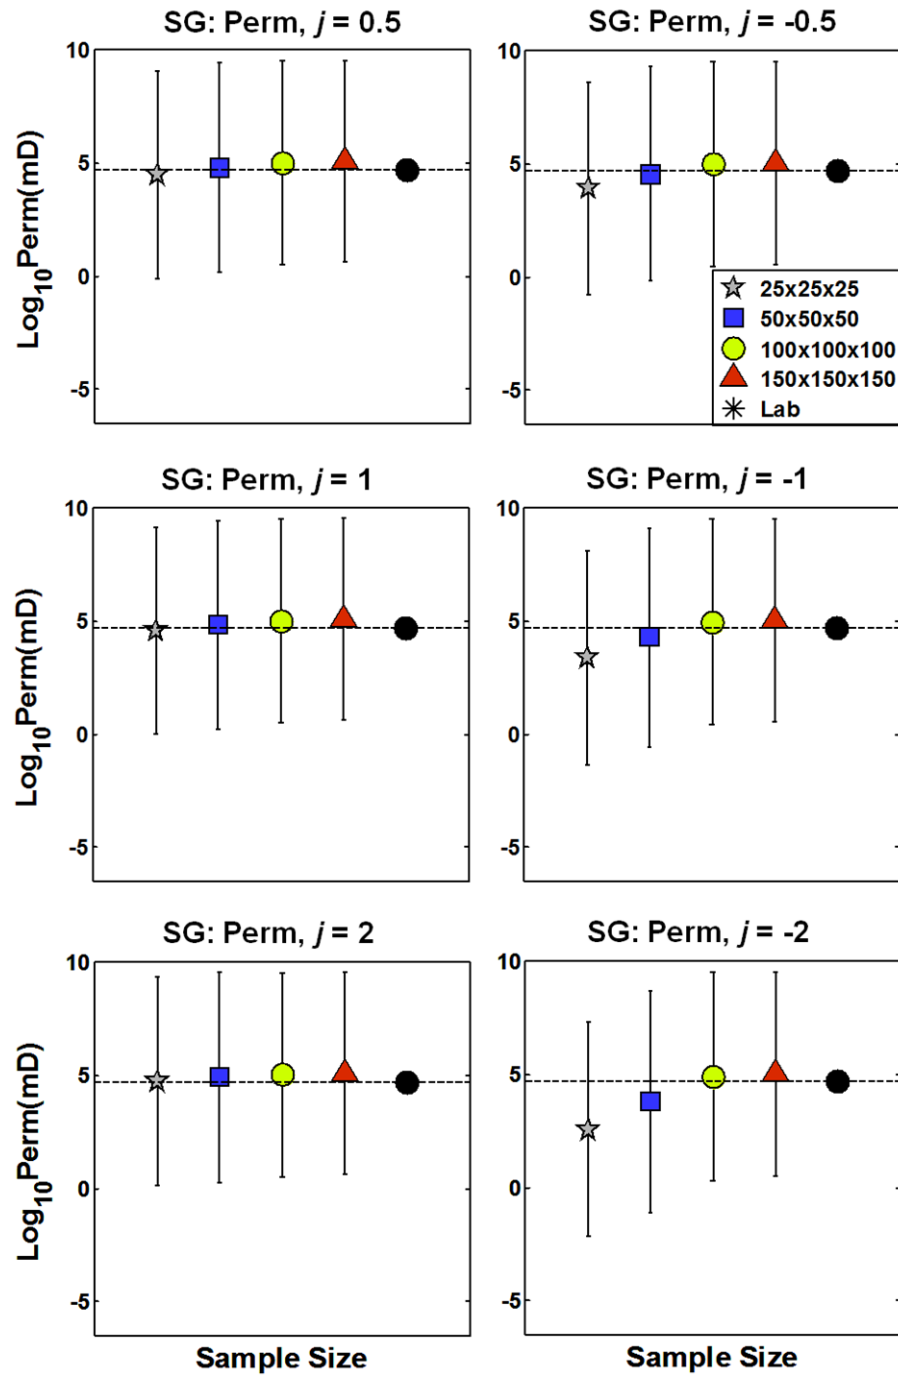 SG: Perm, j = 0.5
SG: Perm, j = -0.5
Log10Perm(mD)
10
5
0
-5
10
5
0
-5
25x25x25
50x50x50
100x100x100
150x150x150
Lab
SG: Perm, j = 1
SG: Perm, j = -1
Log10Perm(mD)
10
5
0
-5
10
5
0
-5
SG: Perm, j = 2
SG: Perm, j = -2
Log10Perm(mD)
10
5
0
-5
10
5
0
-5
Sample Size
Sample Size